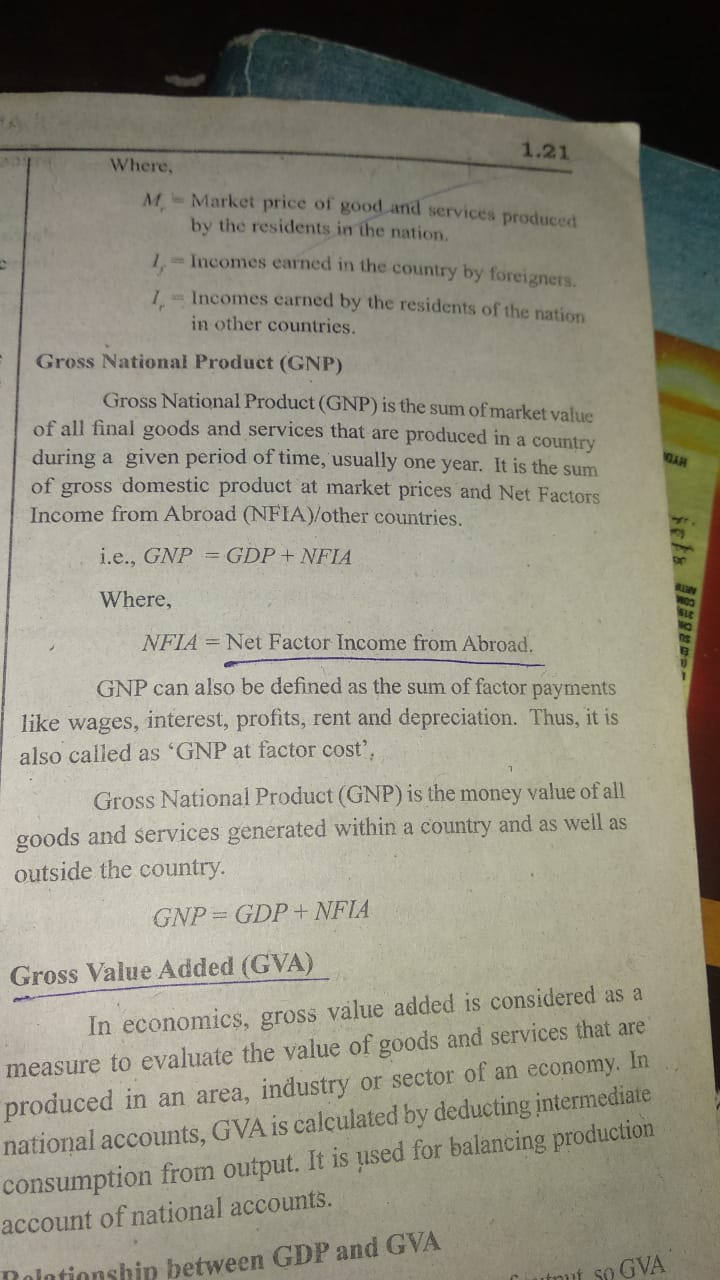 1.21
Where,
M = Market price of good and services produced
by the residents in the nation.
I = Incomes earned in the country by foreigners.
I = Incomes earned by the residents of the nation
in other countries.
Gross National Product (GNP)
Gross National Product (GNP) is the sum of market value
of all final goods and services that are produced in a country
during a given period of time, usually one year. It is the sum
of gross domestic product at market prices and Net Factors
Income from Abroad (NFIA)/other countries.
i.e., GNP = GDP + NFIA
Where,
NFIA = Net Factor Income from Abroad.
GNP can also be defined as the sum of factor payments
like wages, interest, profits, rent and depreciation. Thus, it is
also called as ‘GNP at factor cost’.
Gross National Product (GNP) is the money value of all
goods and services generated within a country and as well as
outside the country.
GNP = GDP + NFIA
Gross Value Added (GVA)
In economics, gross value added is considered as a
measure to evaluate the value of goods and services that are
produced in an area, industry or sector of an economy. In
national accounts, GVA is calculated by deducting intermediate
consumption from output. It is used for balancing production
account of national accounts.
Relationship between GDP and GVA
so GVA